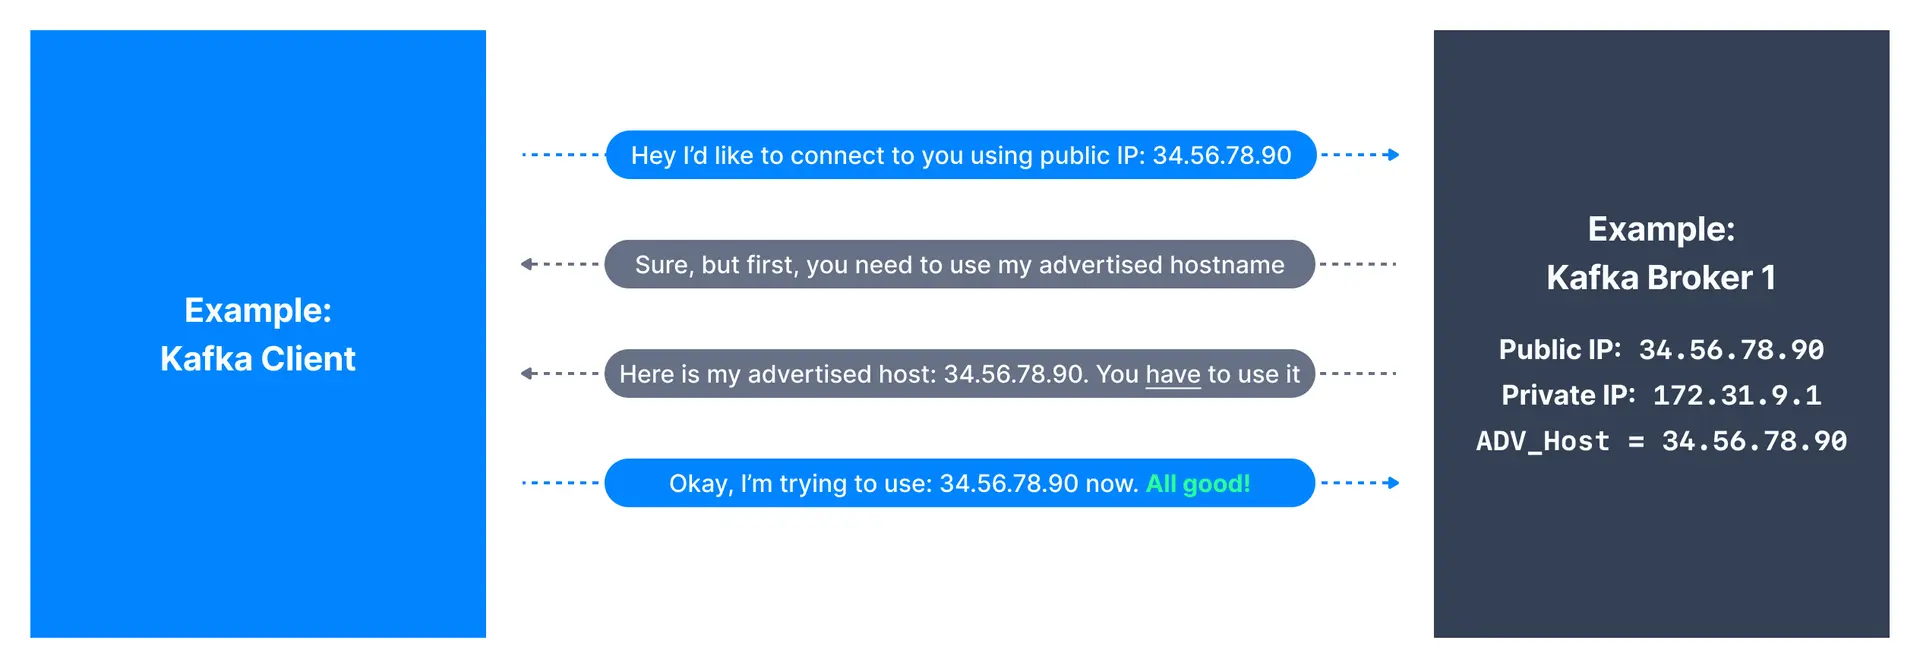 Example:
Kafka Client
Hey I’d like to connect to you using public IP: 34.56.78.90
Sure, but first, you need to use my advertised hostname
Here is my advertised host: 34.56.78.90. You have to use it
Okay, I’m trying to use: 34.56.78.90 now. All good!
Example:
Kafka Broker 1
Public IP: 34.56.78.90
Private IP: 172.31.9.1
ADV_Host = 34.56.78.90